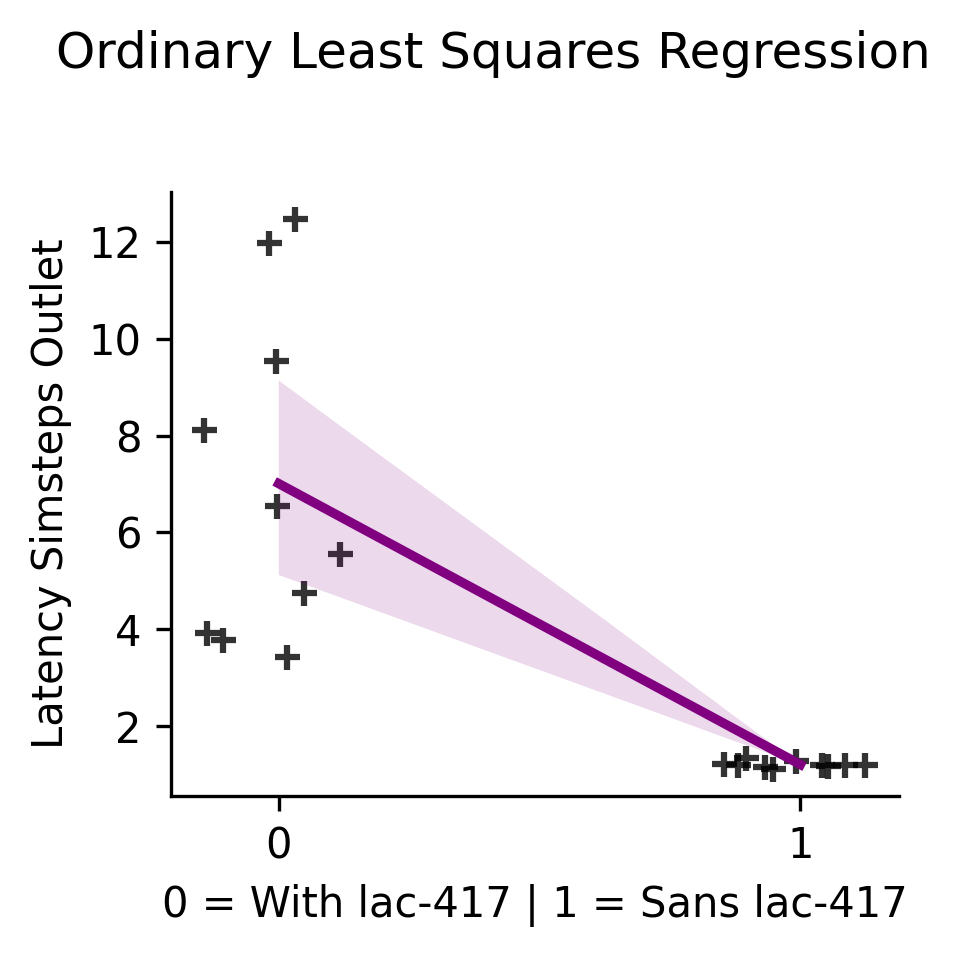 Ordinary Least Squares Regression
Latency Simsteps Outlet
12
10
8
6
4
2
0 1
0 = With lac-417 | 1 = Sans lac-417